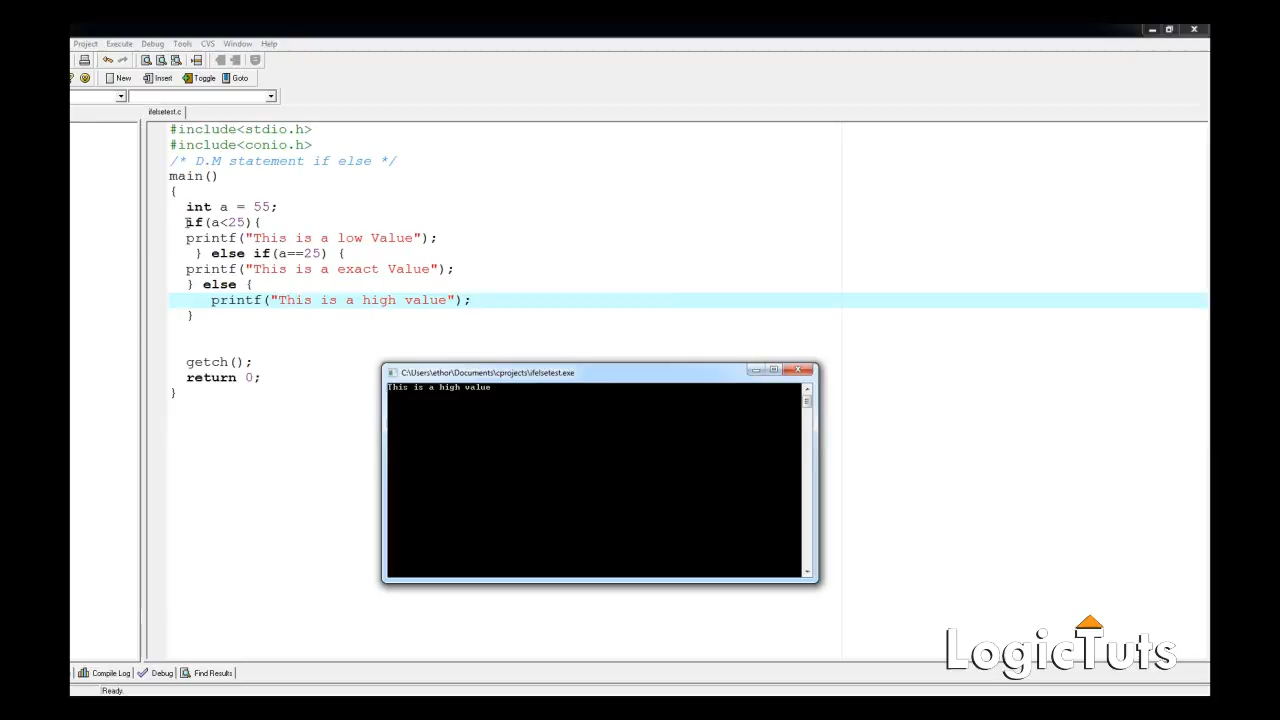 Project Execute Debug Tools CVS Window Help
New Insert Toggle Goto
ifelsetest.c
#include<stdio.h>
#include<conio.h>
/* D.M statement if else */
main()
{
int a = 55;
if(a<25){
printf("This is a low Value");
} else if(a==25) {
printf("This is a exact Value");
} else {
printf("This is a high value");
}
getch();
return 0;
}
C:\Users\ethor\Documents\cprojects\ifelsetest.exe
This is a high value
LogicTuts
Compile Log Debug Find Results
Ready.